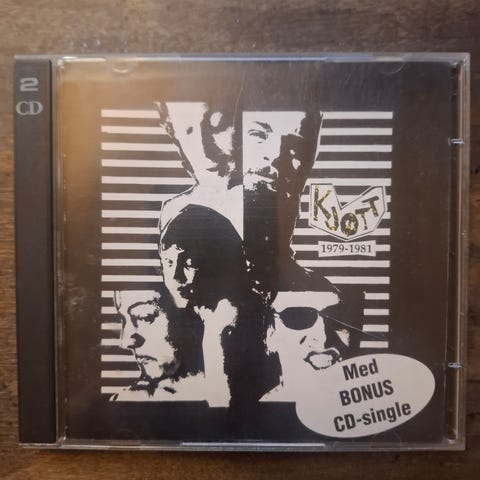 2
CD
KJØTT
1979-1981
Med
BONUS
CD-single